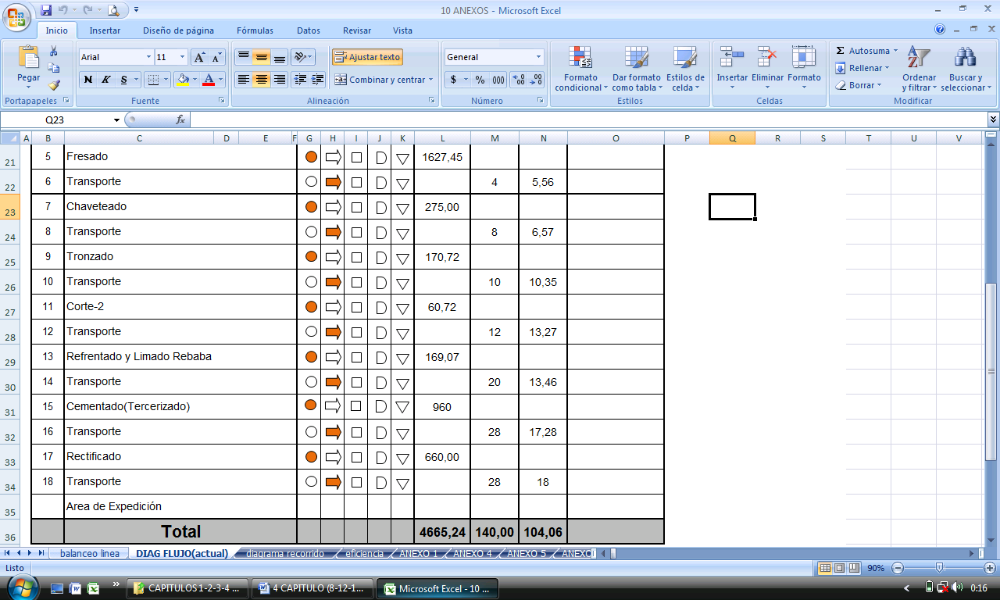 10 ANEXOS - Microsoft Excel
Inicio Insertar Diseño de página Fórmulas Datos Revisar Vista
Pegar
Portapapeles
Arial 11
N K S
Fuente
Ajustar texto
Combinar y centrar
Alineación
General
$ % 000
Número
Formato condicional
Dar formato como tabla
Estilos de celda
Estilos
Insertar Eliminar Formato
Celdas
Σ Autosuma
Rellenar
Borrar
Ordenar y filtrar
Buscar y seleccionar
Modificar
Q23 fx
A B C D E F G H I J K L M N O P Q R S T U V
21 5 Fresado 1627,45
22 6 Transporte 4 5,56
23 7 Chaveteado 275,00
24 8 Transporte 8 6,57
25 9 Tronzado 170,72
26 10 Transporte 10 10,35
27 11 Corte-2 60,72
28 12 Transporte 12 13,27
29 13 Refrentado y Limado Rebaba 169,07
30 14 Transporte 20 13,46
31 15 Cementado(Tercerizado) 960
32 16 Transporte 28 17,28
33 17 Rectificado 660,00
34 18 Transporte 28 18
35 Area de Expedición
36 Total 4665,24 140,00 104,06
balanceo linea DIAG FLUJO(actual) diagrama recorrido eficiencia ANEXO 1 ANEXO 4 ANEXO 5 ANEXO
Listo 90%
CAPITULOS 1-2-3-4 ... 4 CAPITULO (8-12-1... Microsoft Excel - 10 ... 0:16